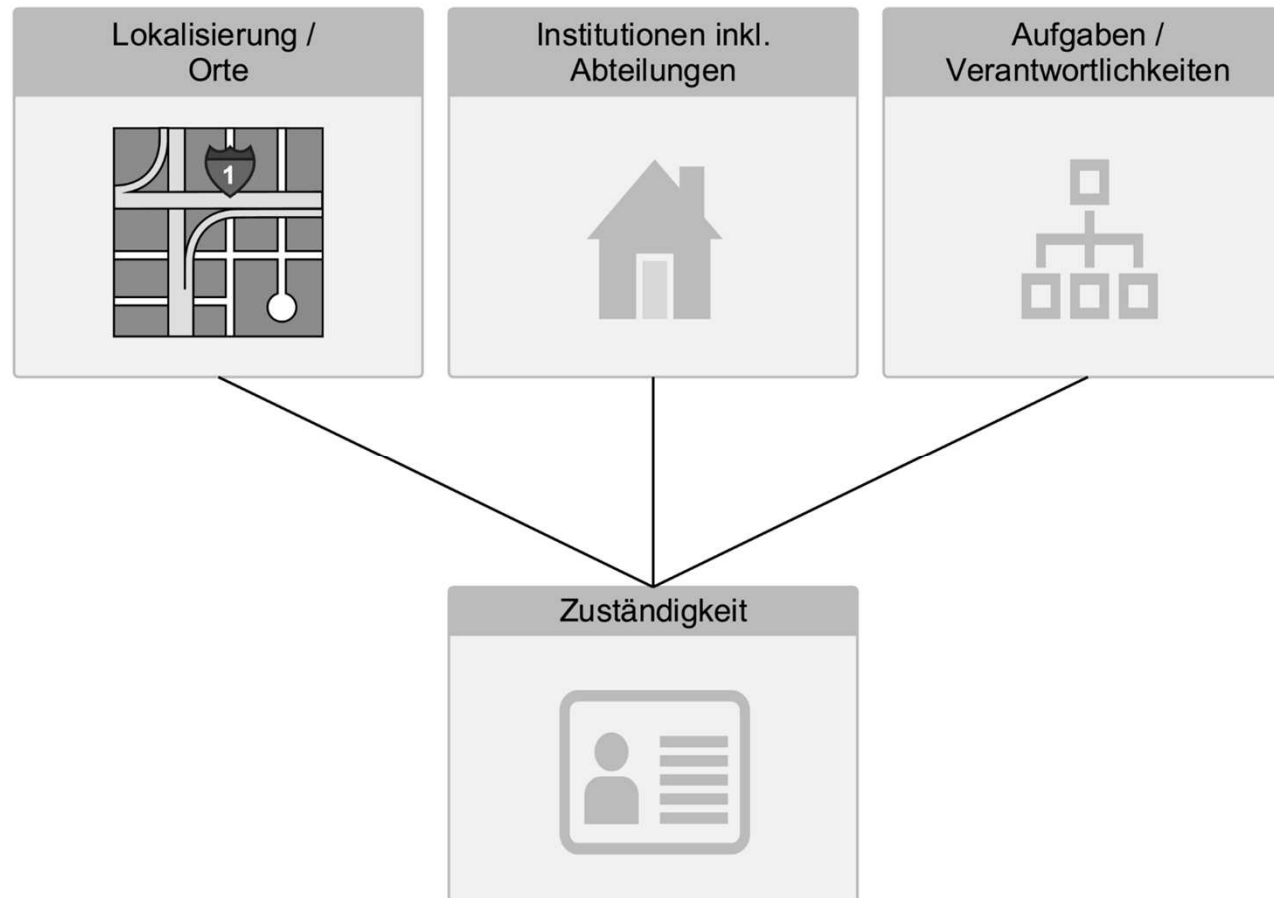 Lokalisierung /
Orte
Institutionen inkl.
Abteilungen
Aufgaben /
Verantwortlichkeiten
1
Zuständigkeit